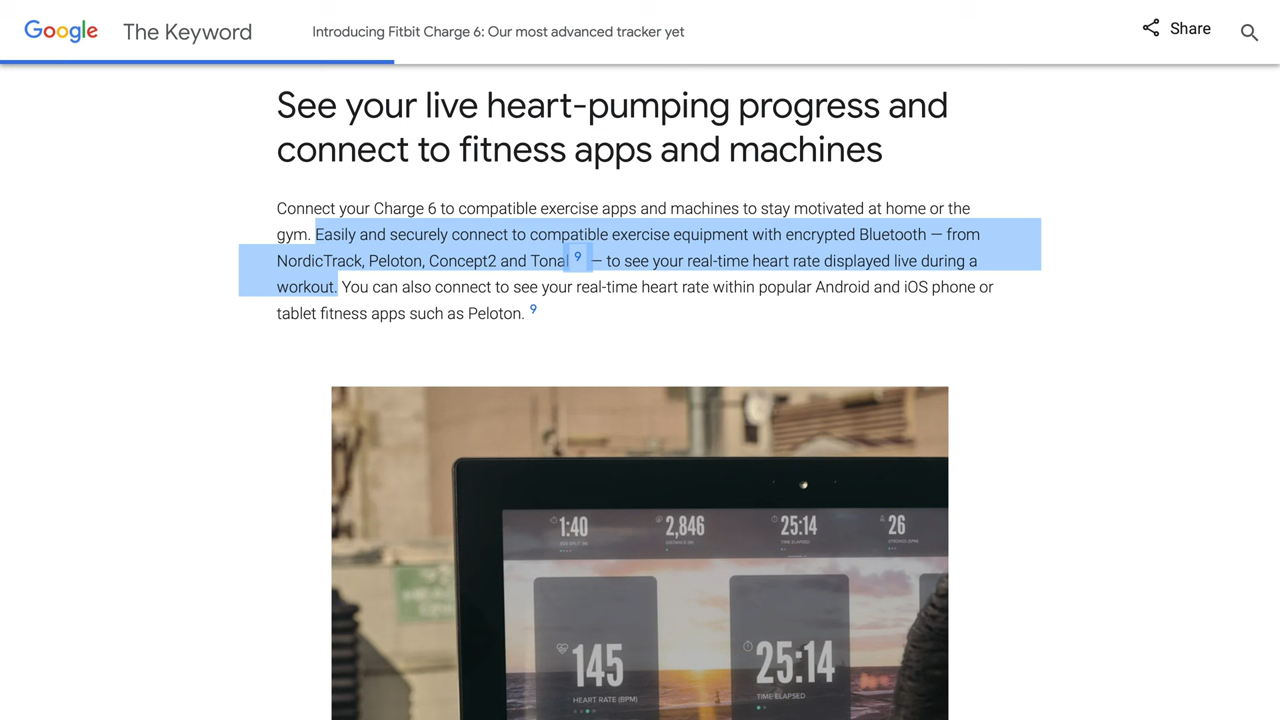 Google The Keyword Introducing Fitbit Charge 6: Our most advanced tracker yet Share
See your live heart-pumping progress and
connect to fitness apps and machines
Connect your Charge 6 to compatible exercise apps and machines to stay motivated at home or the
gym. Easily and securely connect to compatible exercise equipment with encrypted Bluetooth — from
NordicTrack, Peloton, Concept2 and Tonal 9 — to see your real-time heart rate displayed live during a
workout. You can also connect to see your real-time heart rate within popular Android and iOS phone or
tablet fitness apps such as Peloton. 9
1:40 2,846 25:14 26
TIME ELAPSED
145 25:14
HEART RATE (BPM) TIME ELAPSED